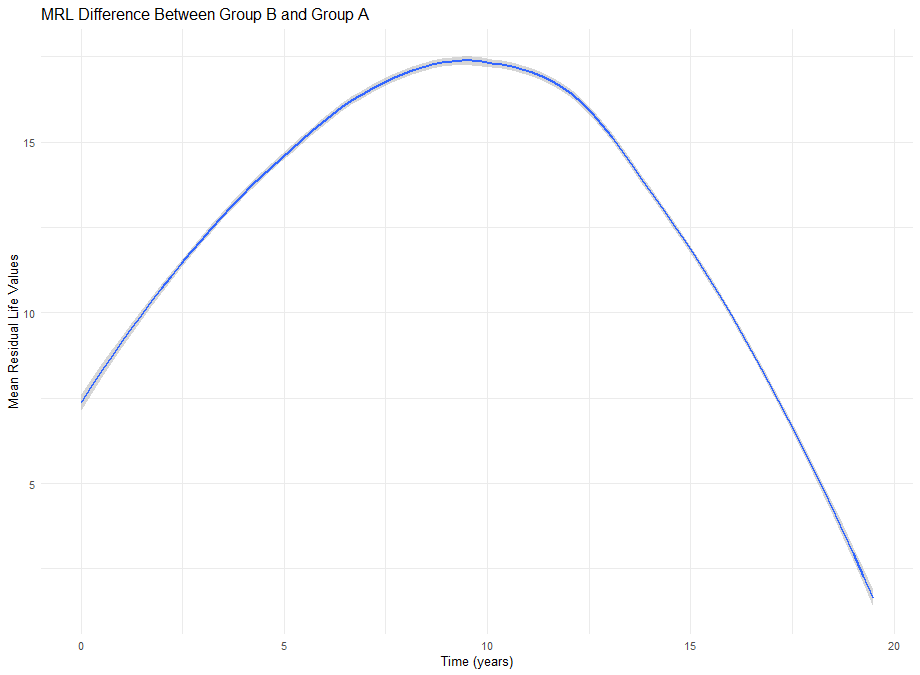 MRL Difference Between Group B and Group A
Mean Residual Life Values
15
10
5
0 5 10 15 20
Time (years)